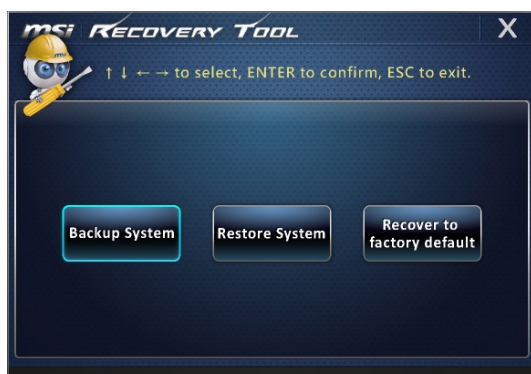 msi RECOVERY TOOL X
↑ ↓ ← → to select, ENTER to confirm, ESC to exit.
Backup System
Restore System
Recover to
factory default